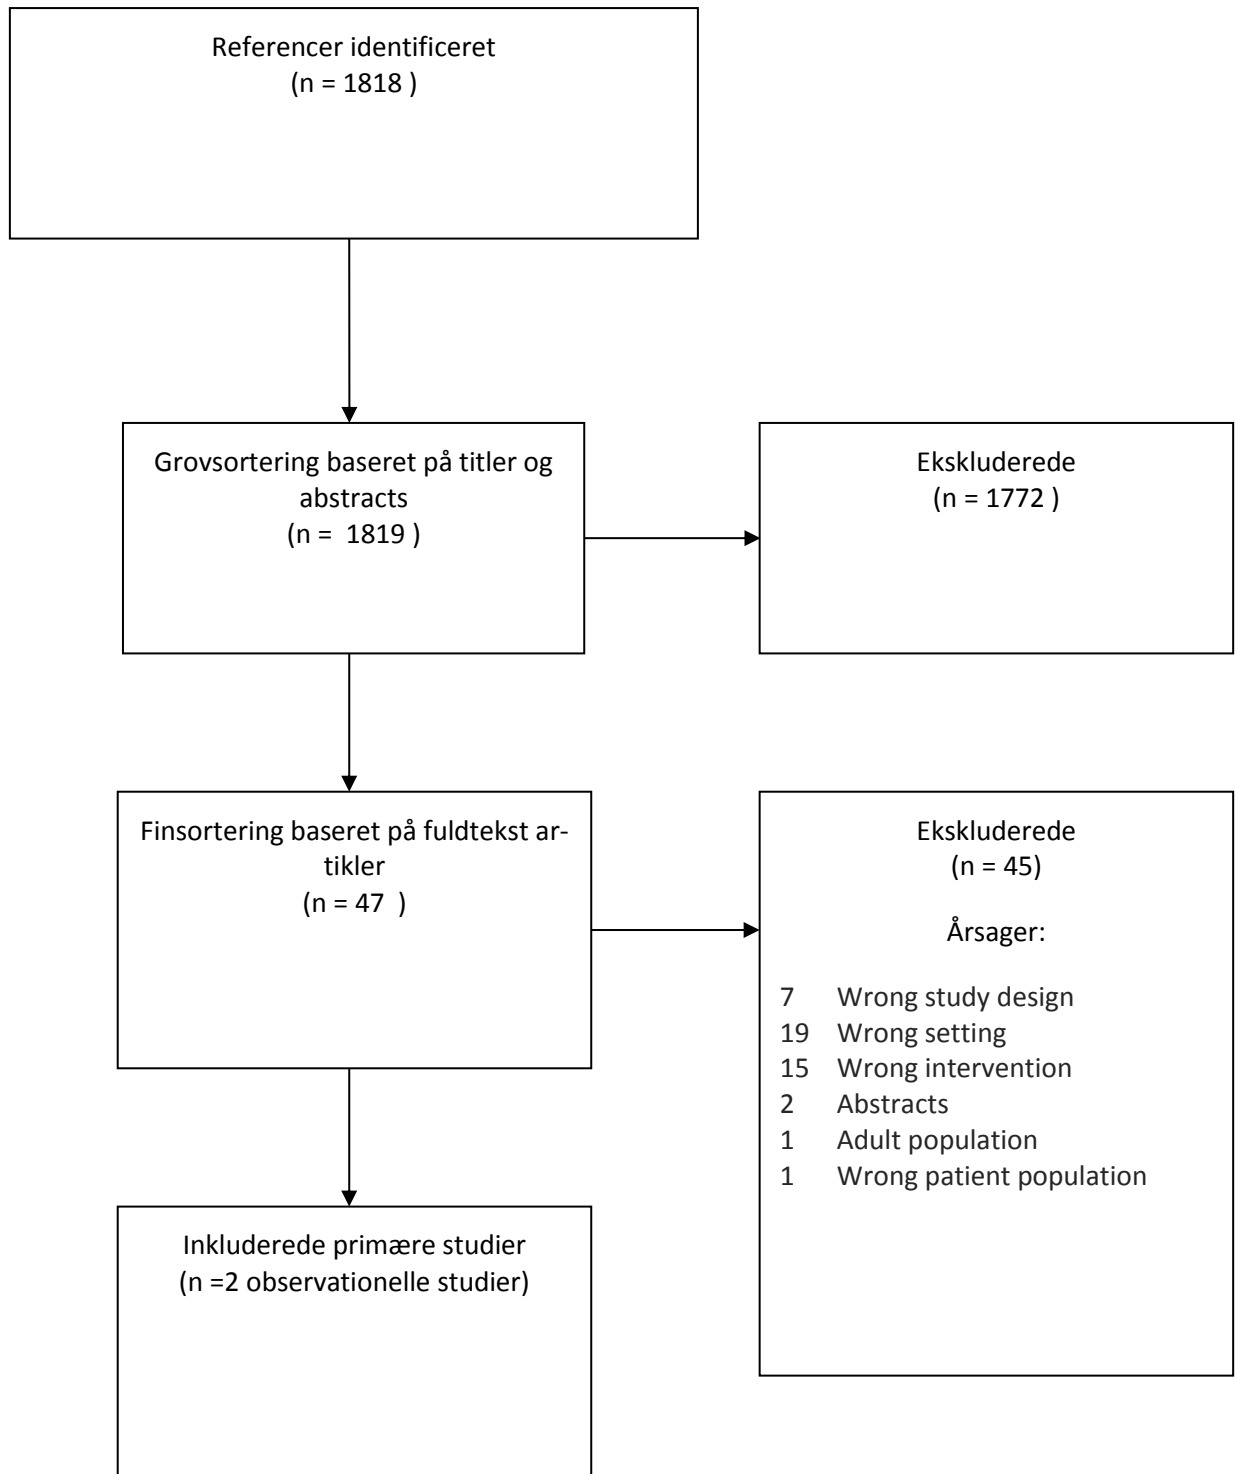 Referencer identificeret
(n = 1818 )
Grovsortering baseret på titler og
abstracts
(n =  1819 )
Ekskluderede
(n = 1772 )
Finsortering baseret på fuldtekst ar-
tikler
(n = 47  )
Ekskluderede
(n = 45)
Årsager:
7 Wrong study design
19 Wrong setting
15 Wrong intervention
2 Abstracts
1 Adult population
1 Wrong patient population
Inkluderede primære studier
(n =2 observationelle studier)